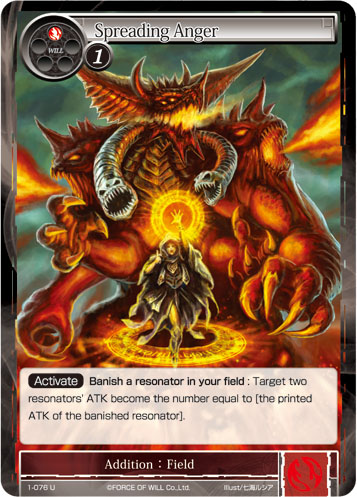 Spreading Anger
WILL
1
Activate Banish a resonator in your field : Target two
resonators' ATK become the number equal to [the printed
ATK of the banished resonator].
Addition : Field
1-076 U ©FORCE OF WILL Co.,Ltd. Illust/七海ルシア